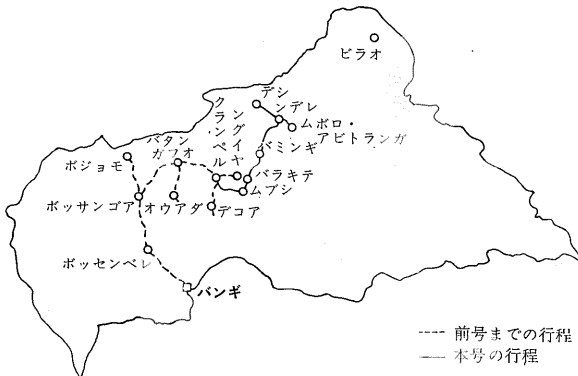 ビラオ
デシ
ンデレ
ムボロ・
アビトランガ
クラン・ペル
ングイヤ
バタン
ガフオ
バミンギ
ボジョモ
バラキテ
ムブシ
ボッサンゴア
オウアダ
デコア
ボッセンベレ
バンギ
---- 前号までの行程
── 本号の行程